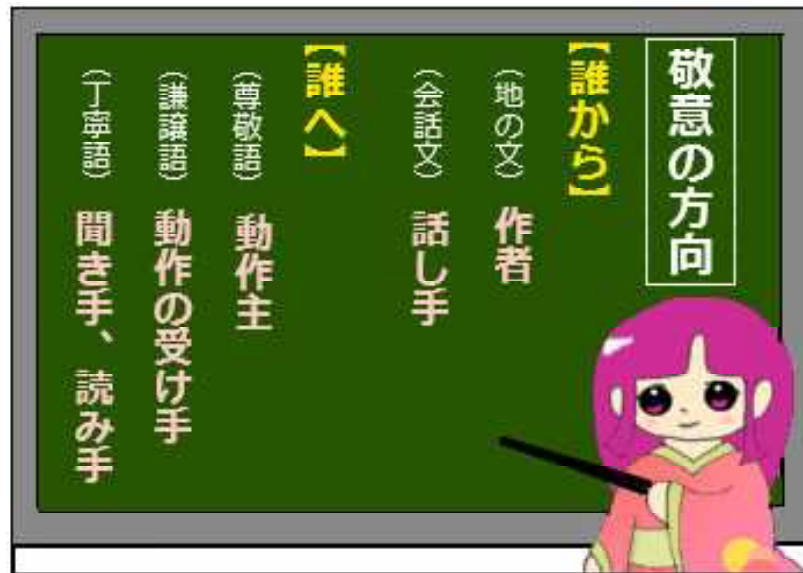 敬意の方向
【誰から】
(地の文) 作者
(会話文) 話し手
【誰へ】
(尊敬語) 動作主
(謙譲語) 動作の受け手
(丁寧語) 聞き手、読み手